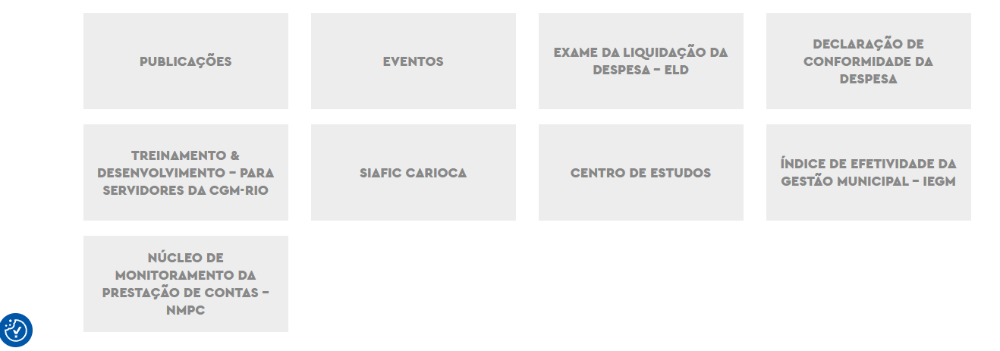 PUBLICAÇÕES
EVENTOS
EXAME DA LIQUIDAÇÃO DA
DESPESA – ELD
DECLARAÇÃO DE
CONFORMIDADE DA
DESPESA
TREINAMENTO &
DESENVOLVIMENTO – PARA
SERVIDORES DA CGM-RIO
SIAFIC CARIOCA
CENTRO DE ESTUDOS
ÍNDICE DE EFETIVIDADE DA
GESTÃO MUNICIPAL – IEGM
NÚCLEO DE
MONITORAMENTO DA
PRESTAÇÃO DE CONTAS –
NMPC